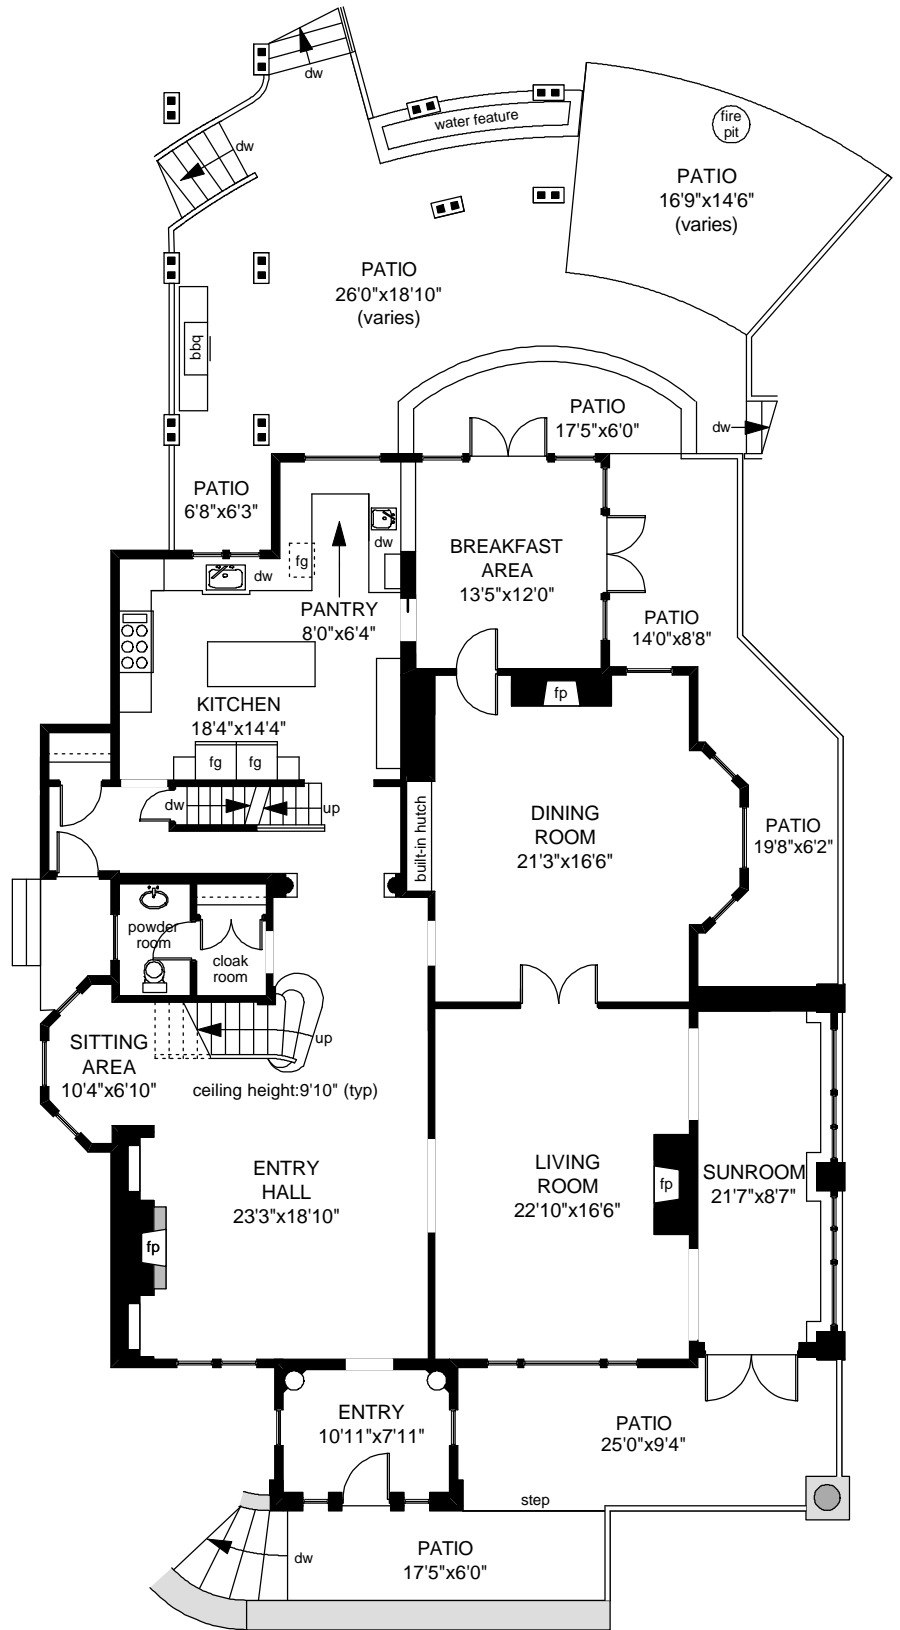 dw
fire
pit
water feature
dw
PATIO
16'9"x14'6"
(varies)
PATIO
26'0"x18'10"
(varies)
bbq
PATIO
17'5"x6'0"
dw
PATIO
6'8"x6'3"
dw
BREAKFAST
AREA
13'5"x12'0"
fg
dw
PANTRY
8'0"x6'4"
PATIO
14'0"x8'8"
fp
KITCHEN
18'4"x14'4"
fg
fg
dw
up
built-in hutch
DINING
ROOM
21'3"x16'6"
PATIO
19'8"x6'2"
powder
room
cloak
room
SITTING
AREA
10'4"x6'10"
up
ceiling height:9'10" (typ)
ENTRY
HALL
23'3"x18'10"
LIVING
ROOM
22'10"x16'6"
fp
SUNROOM
21'7"x8'7"
fp
ENTRY
10'11"x7'11"
PATIO
25'0"x9'4"
step
dw
PATIO
17'5"x6'0"